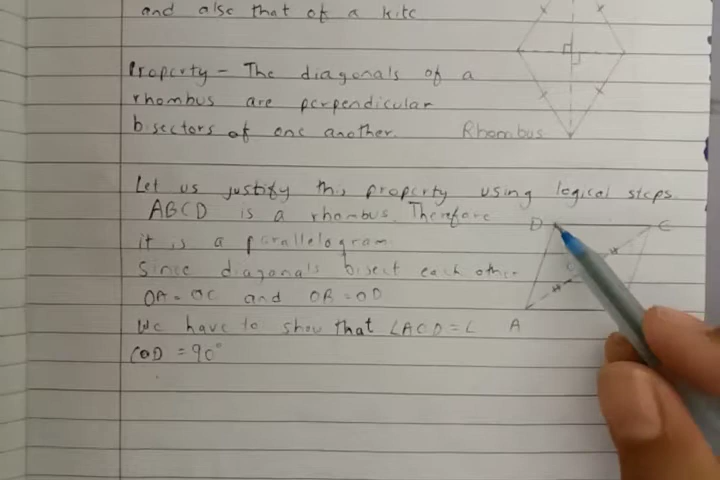 and also that of a kite
Property - The diagonals of a
rhombus are perpendicular
bisectors of one another. Rhombus
Let us justify this property using logical steps.
ABCD is a rhombus. Therefore
it is a parallelogram
Since diagonals bisect each other
OA = OC and OB = OD
We have to show that ∠AOD = ∠
COD = 90°
D C
O
A